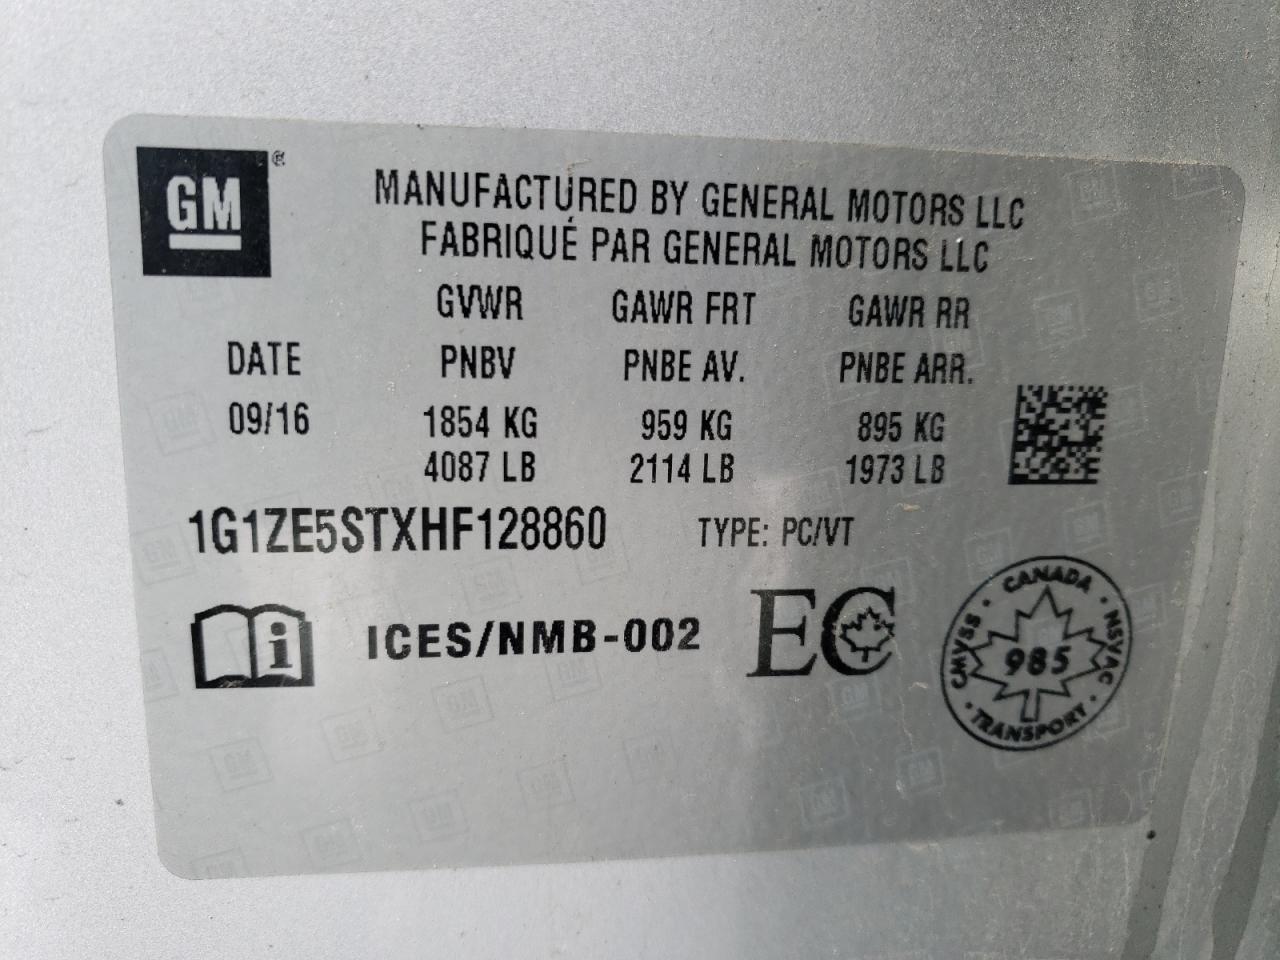 GM
MANUFACTURED BY GENERAL MOTORS LLC
FABRIQUÉ PAR GENERAL MOTORS LLC
GVWR GAWR FRT GAWR RR
DATE PNBV PNBE AV. PNBE ARR.
09/16 1854 KG 959 KG 895 KG
4087 LB 2114 LB 1973 LB
1G1ZE5STXHF128860 TYPE: PC/VT
i ICES/NMB-002 EC
CANADA
CMVSS 985 NSVAC
TRANSPORT